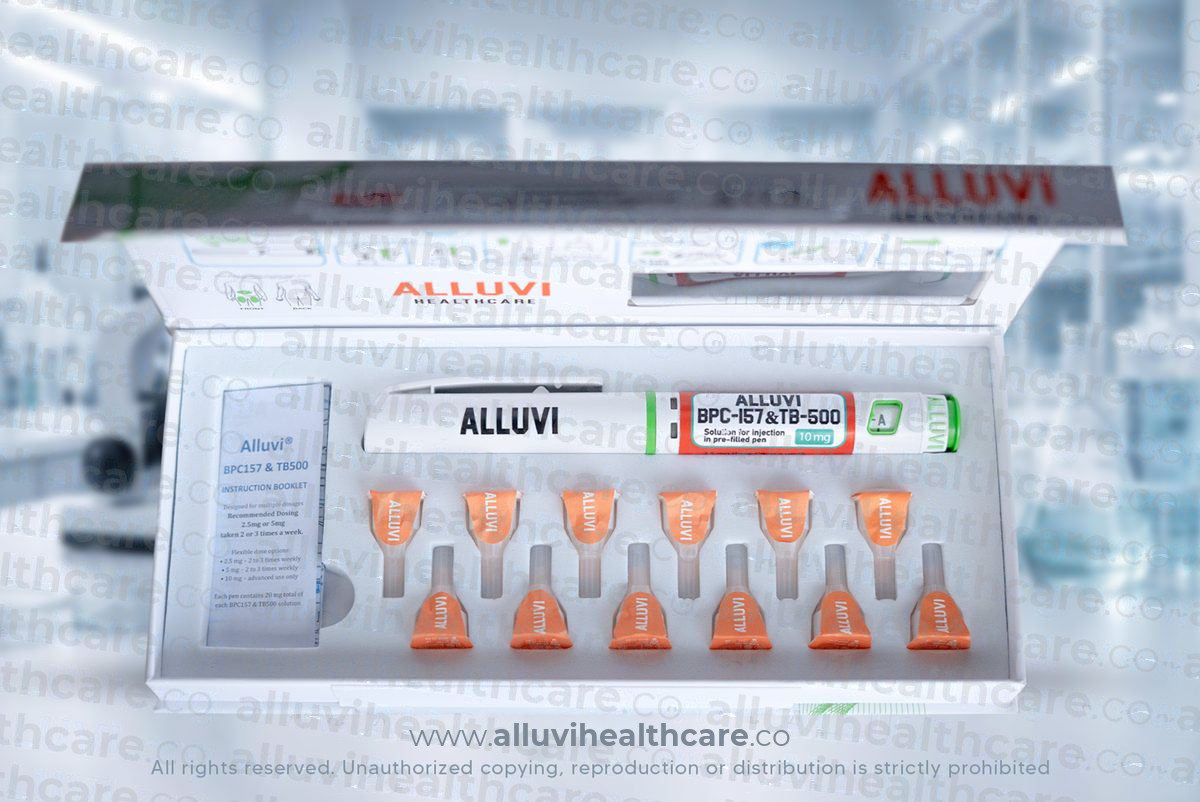 ALLUVI
FRONT
BACK
ALLUVI
HEALTHCARE
ALLUVI
ALLUVI
BPC-157 & TB-500
Solution for injection
in pre-filled pen
10 mg
A
ALLUVI
Alluvi®
BPC157 & TB500
INSTRUCTION BOOKLET
Designed for multiple dosages
Recommended Dosing
2.5mg or 5mg
taken 2 or 3 times a week.
Flexible dose options:
• 2.5 mg – 2 to 3 times weekly
• 5 mg – 2 to 3 times weekly
• 10 mg – advanced use only
Each pen contains 20 mg total of
each BPC157 & TB500 solution
ALLUVI
ALLUVI
ALLUVI
ALLUVI
ALLUVI
ALLUVI
ALLUVI
ALLUVI
ALLUVI
ALLUVI
ALLUVI
ALLUVI
www.alluvihealthcare.co
All rights reserved. Unauthorized copying, reproduction or distribution is strictly prohibited
alluvihealthcare.co